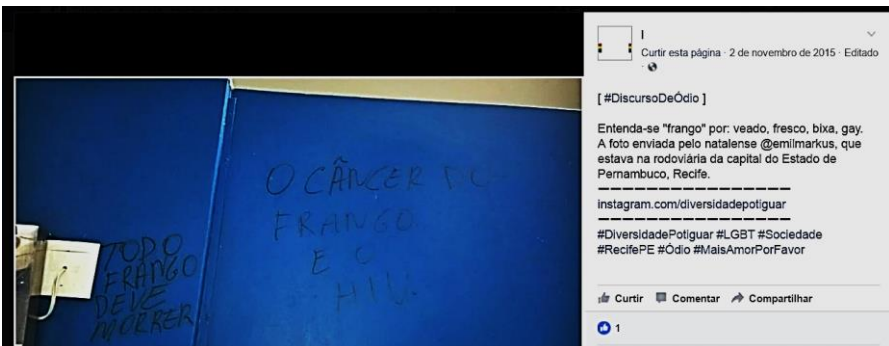 TODO
FRANGO
DEVE
MORRER
O CÂNCER DO
FRANGO
E O
HIV.
Curtir esta página · 2 de novembro de 2015 · Editado
[ #DiscursoDeÓdio ]
Entenda-se "frango" por: veado, fresco, bixa, gay.
A foto enviada pelo natalense @emilmarkus, que
estava na rodoviária da capital do Estado de
Pernambuco, Recife.
instagram.com/diversidadepotiguar
#DiversidadePotiguar #LGBT #Sociedade
#RecifePE #Ódio #MaisAmorPorFavor
Curtir Comentar Compartilhar
1